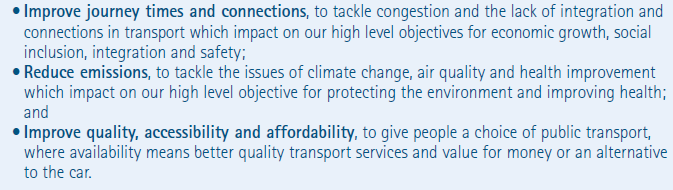 • Improve journey times and connections, to tackle congestion and the lack of integration and
connections in transport which impact on our high level objectives for economic growth, social
inclusion, integration and safety;
• Reduce emissions, to tackle the issues of climate change, air quality and health improvement
which impact on our high level objective for protecting the environment and improving health;
and
• Improve quality, accessibility and affordability, to give people a choice of public transport,
where availability means better quality transport services and value for money or an alternative
to the car.